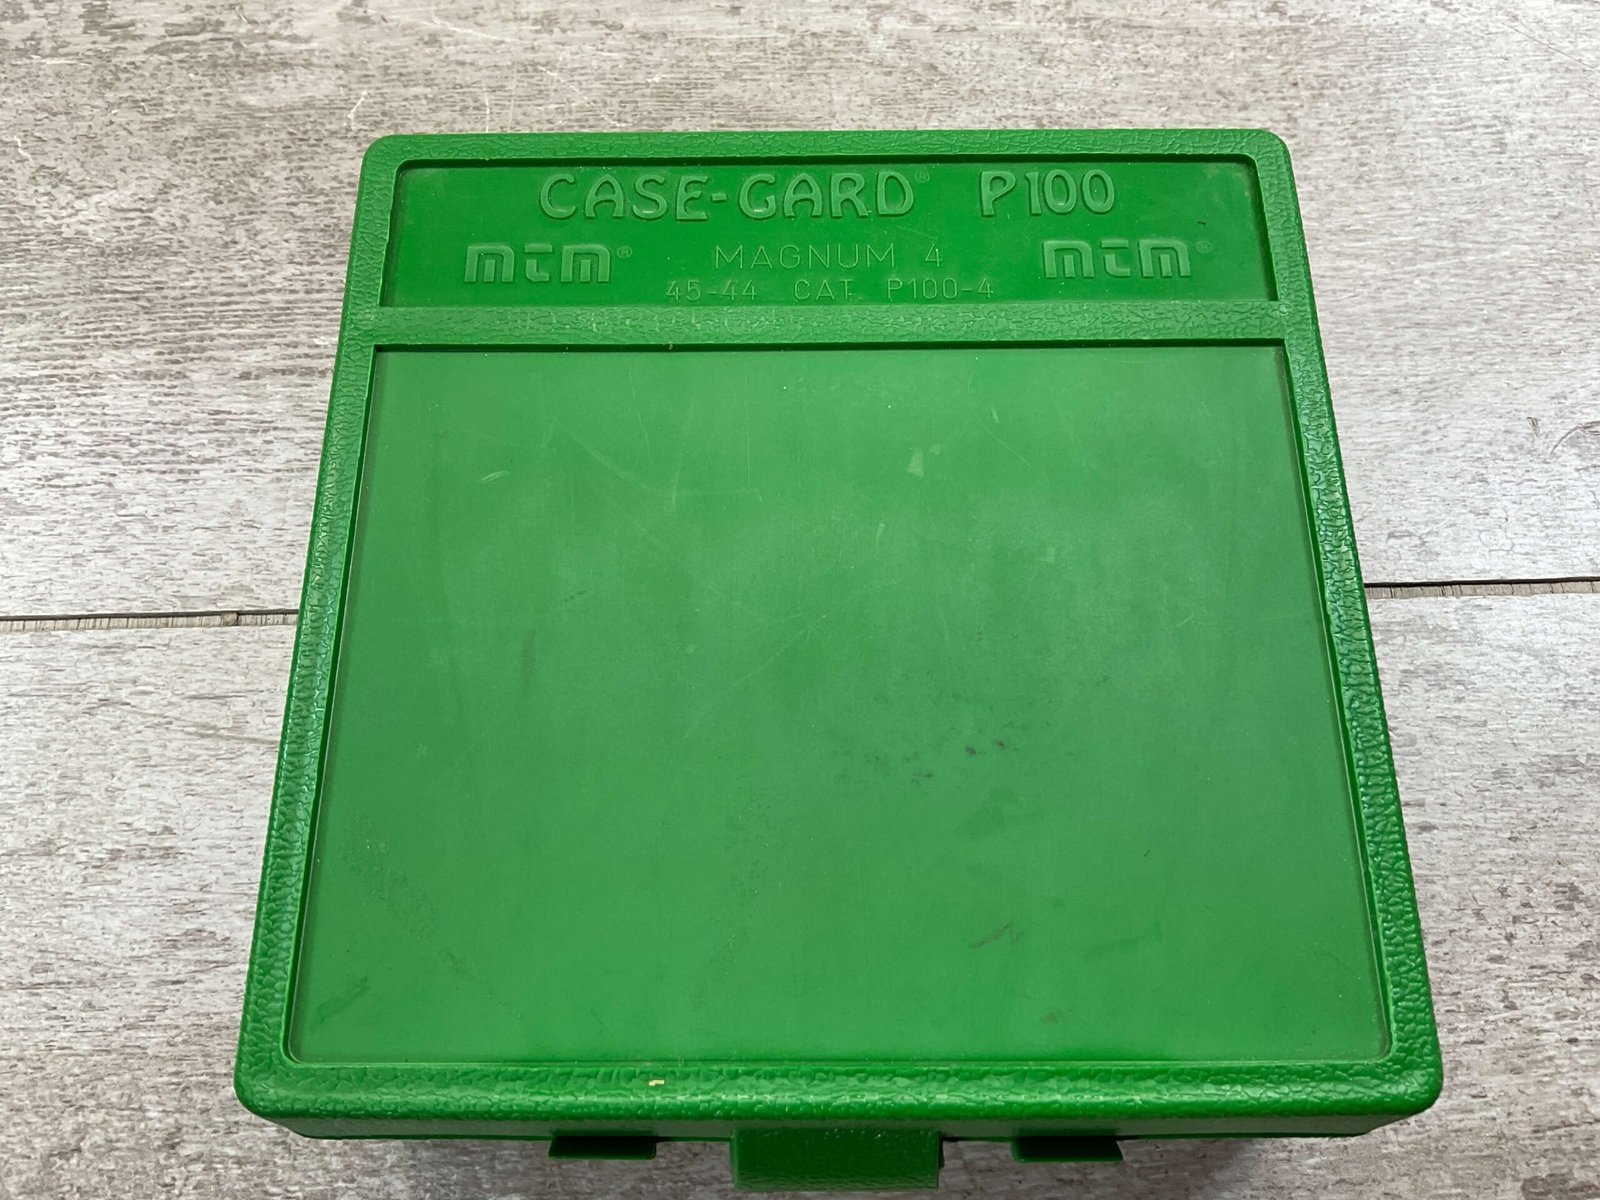 CASE-GARD® P100
mTm® MAGNUM 4 mTm®
45-44 CAT. P100-4